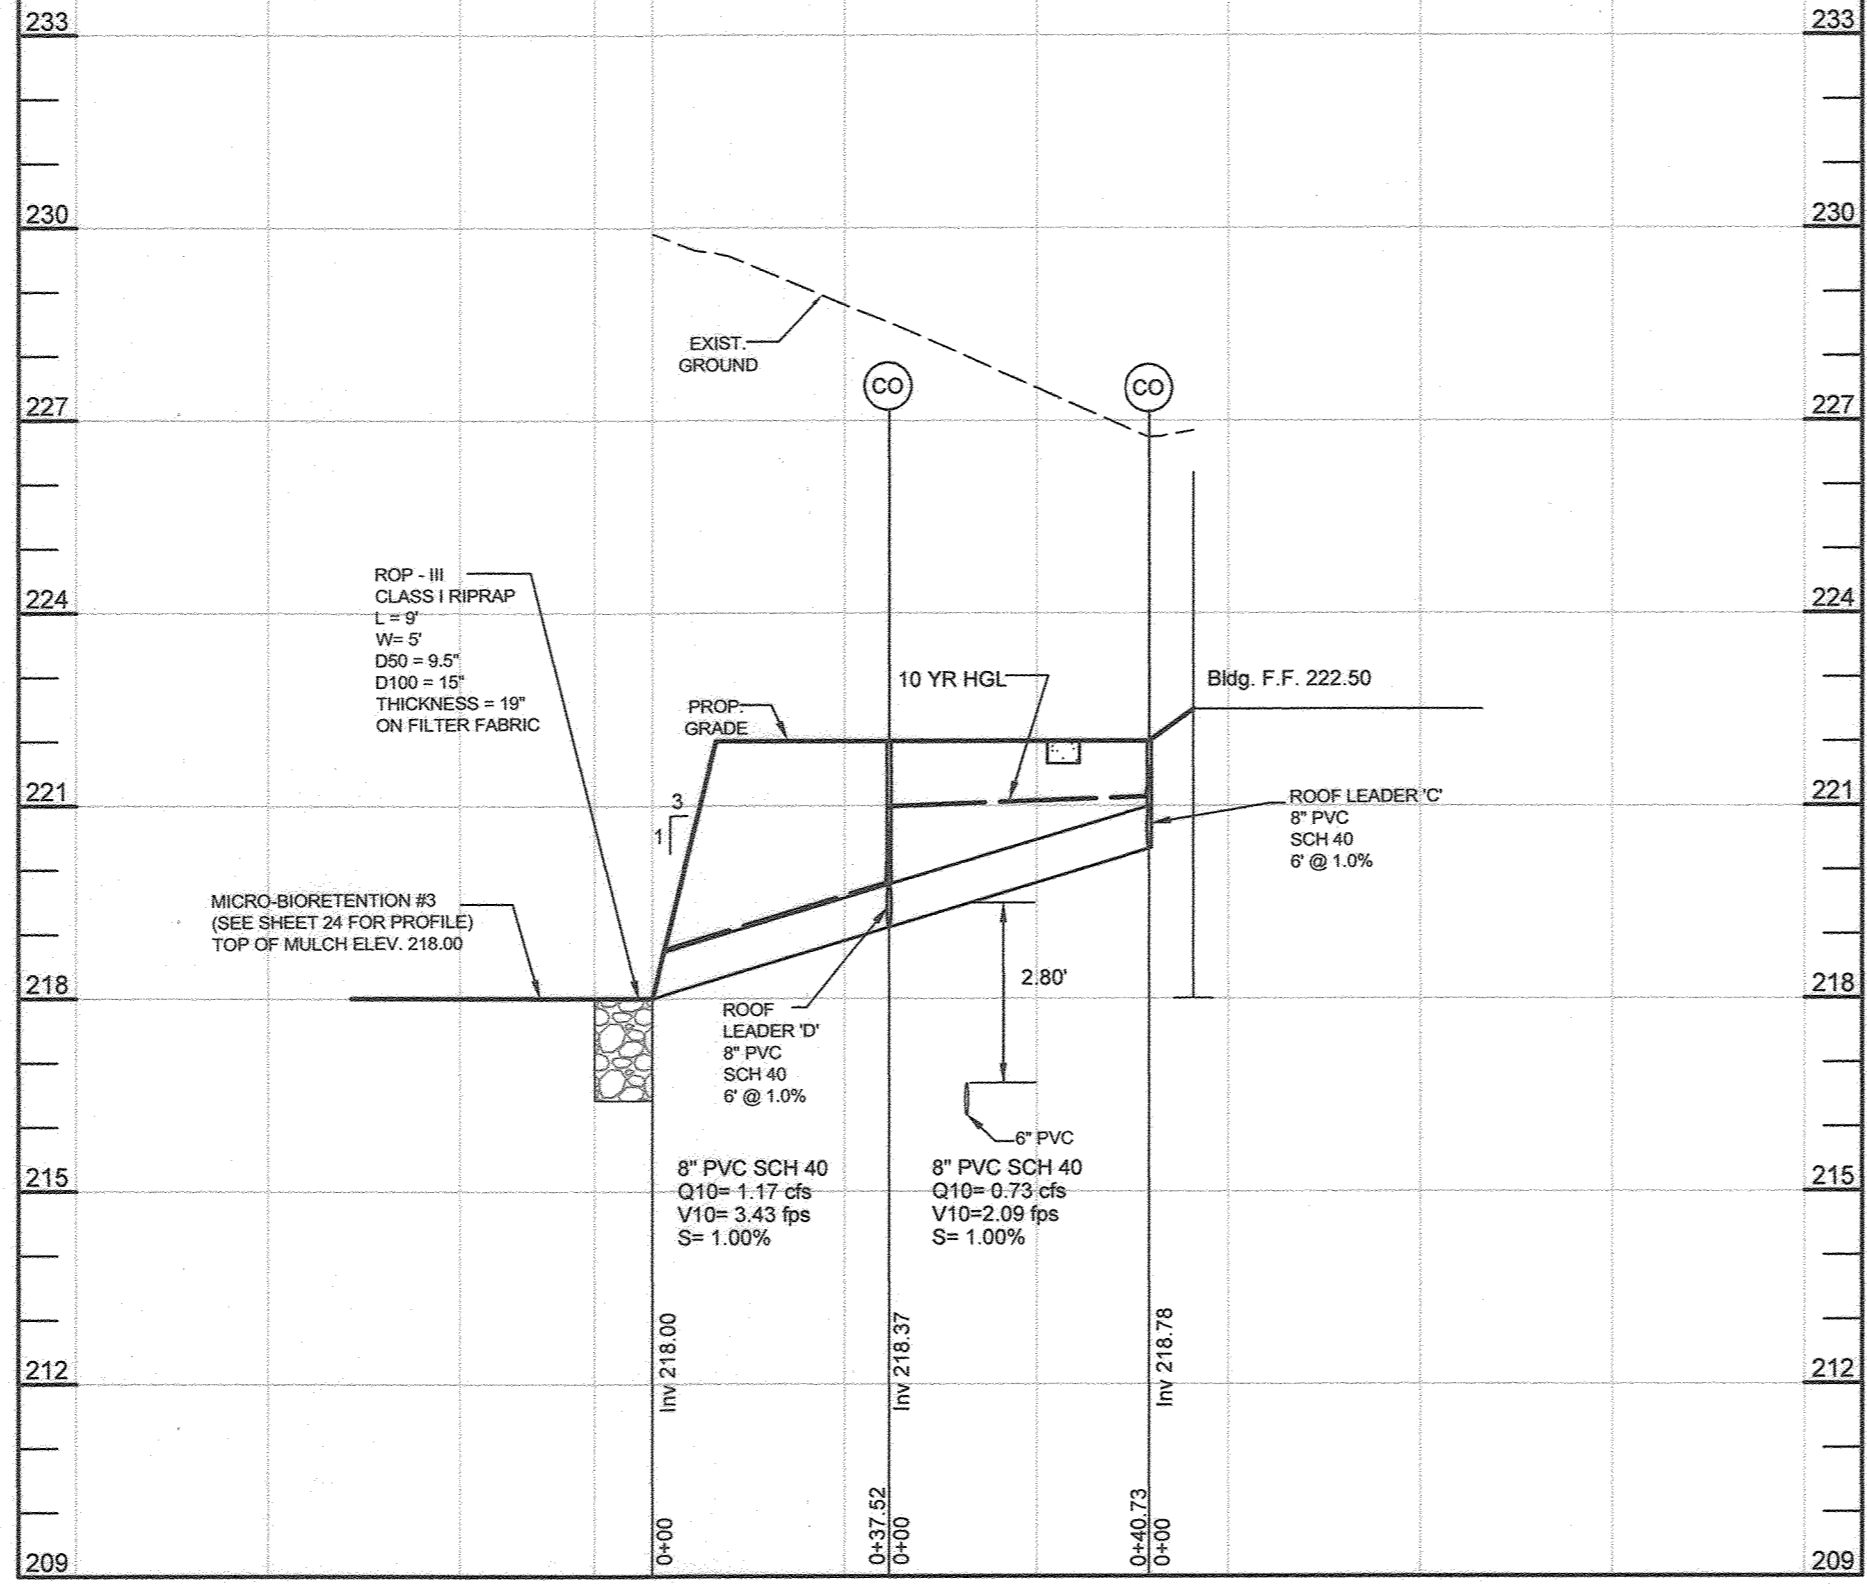 233
233
230
230
EXIST.
GROUND
CO
CO
227
227
ROP - III
CLASS I RIPRAP
L = 9'
W= 5'
D50 = 9.5"
D100 = 15"
THICKNESS = 19"
ON FILTER FABRIC
224
224
10 YR HGL
Bldg. F.F. 222.50
PROP.
GRADE
3
1
221
221
ROOF LEADER 'C'
8" PVC
SCH 40
6' @ 1.0%
MICRO-BIORETENTION #3
(SEE SHEET 24 FOR PROFILE)
TOP OF MULCH ELEV. 218.00
2.80'
218
218
ROOF
LEADER 'D'
8" PVC
SCH 40
6' @ 1.0%
6" PVC
8" PVC SCH 40
Q10= 1.17 cfs
V10= 3.43 fps
S= 1.00%
8" PVC SCH 40
Q10= 0.73 cfs
V10=2.09 fps
S= 1.00%
215
215
Inv 218.00
Inv 218.37
Inv 218.78
212
212
0+00
0+37.52
0+00
0+40.73
0+00
209
209